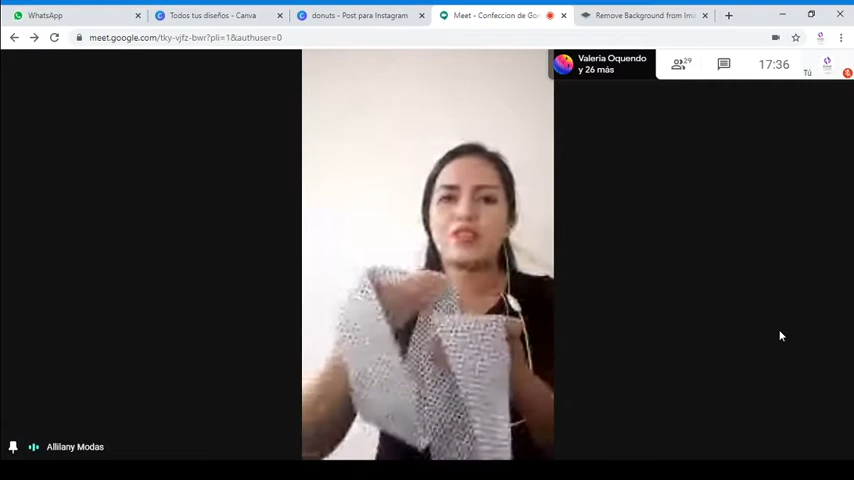 WhatsApp
Todos tus diseños - Canva
donuts - Post para Instagram
Meet - Confeccion de Go
Remove Background from Ima
meet.google.com/tky-vjfz-bwr?pli=1&authuser=0
Valeria Oquendo
y 26 más
29
17:36
Tú
Allilany Modas